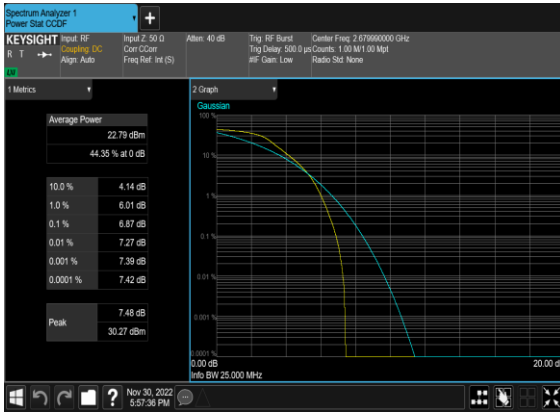 Spectrum Analyzer 1
Power Stat CCDF
+
KEYSIGHT
R T
LV
Input: RF
Coupling: DC
Align: Auto
Input Z: 50 Ω
Corr CCorr
Freq Ref: Int (S)
Atten: 40 dB
Trig: RF Burst
Trig Delay: 500.0 µs
#IF Gain: Low
Center Freq: 2.679990000 GHz
Counts: 1.00 M/1.00 Mpt
Radio Std: None
1 Metrics
Average Power
22.79 dBm
44.35 % at 0 dB
10.0 % 4.14 dB
1.0 % 6.01 dB
0.1 % 6.87 dB
0.01 % 7.27 dB
0.001 % 7.39 dB
0.0001 % 7.42 dB
Peak
7.48 dB
30.27 dBm
2 Graph
Gaussian
100 %
10 %
1 %
0.1 %
0.01 %
0.001 %
0.0001 %
0.00 dB
20.00 d
Info BW 25.000 MHz
?
Nov 30, 2022
5:57:36 PM